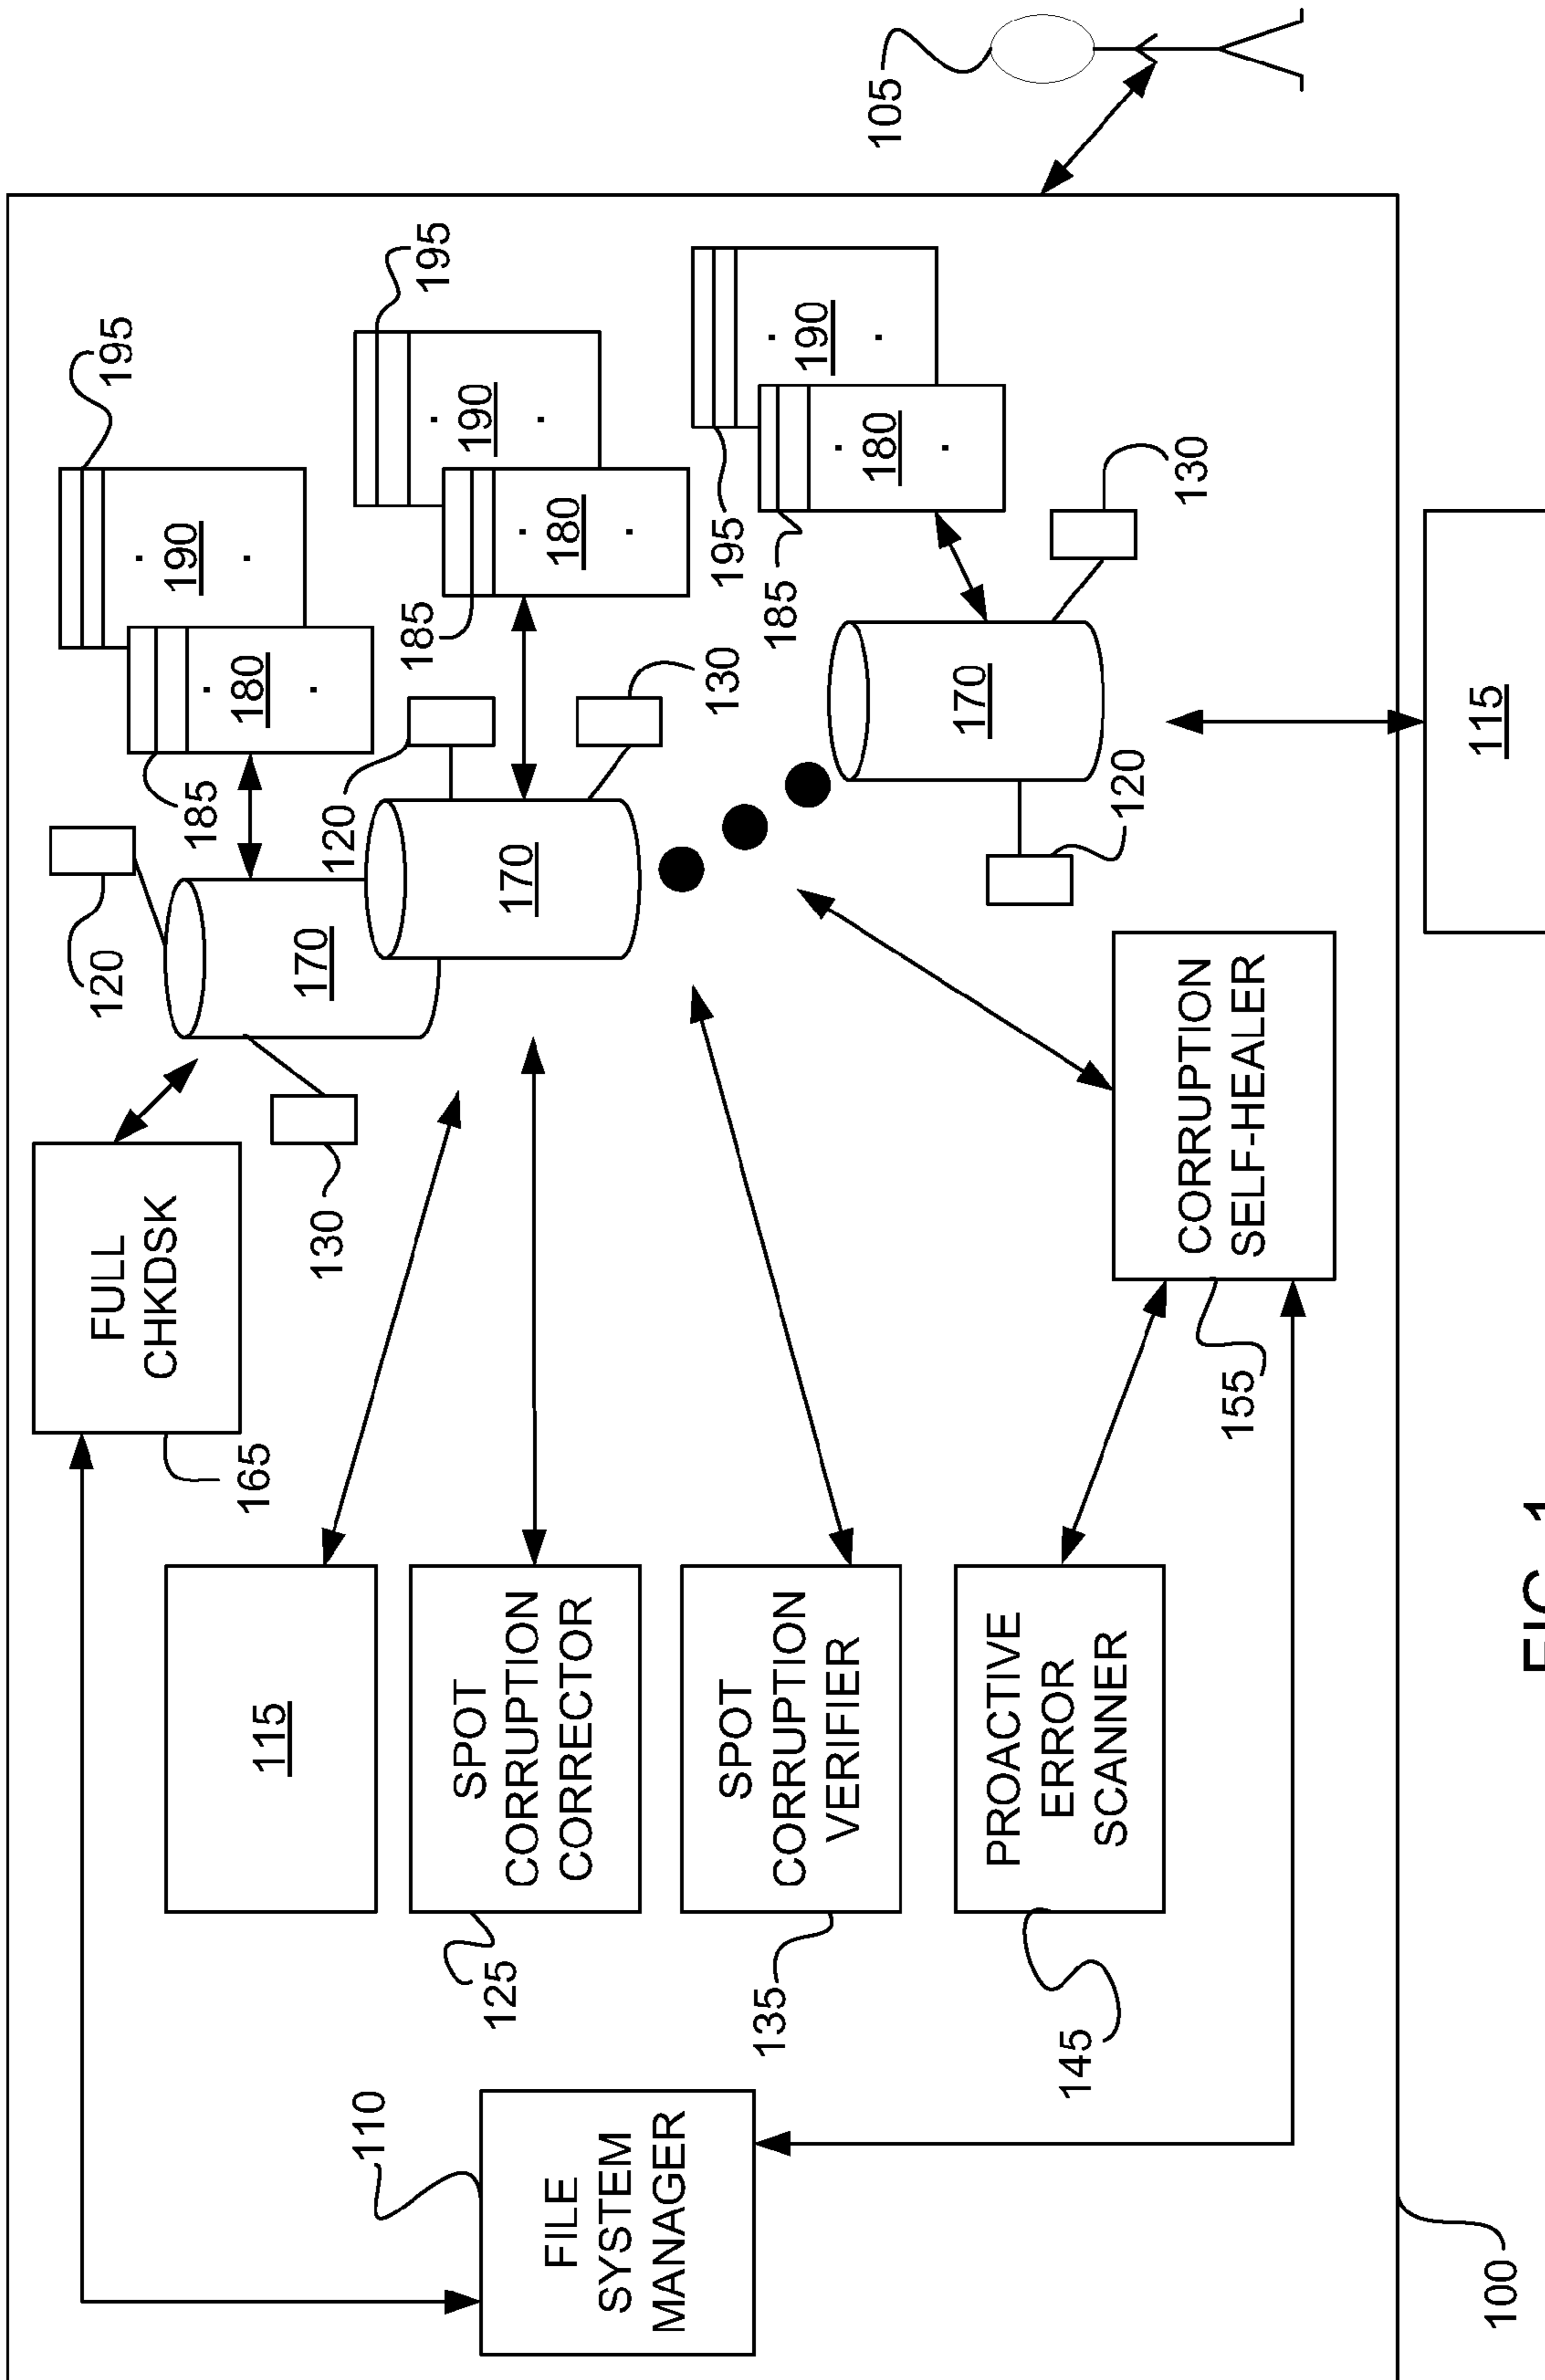 FULL
CHKDSK
165
120
195
190
185
180
170
130
115
110
FILE
SYSTEM
MANAGER
120
185
195
190
180
SPOT
CORRUPTION
CORRECTOR
125
170
130
SPOT
CORRUPTION
VERIFIER
135
195
185
190
180
105
170
120
130
PROACTIVE
ERROR
SCANNER
145
CORRUPTION
SELF-HEALER
155
100
115
FIG. 1